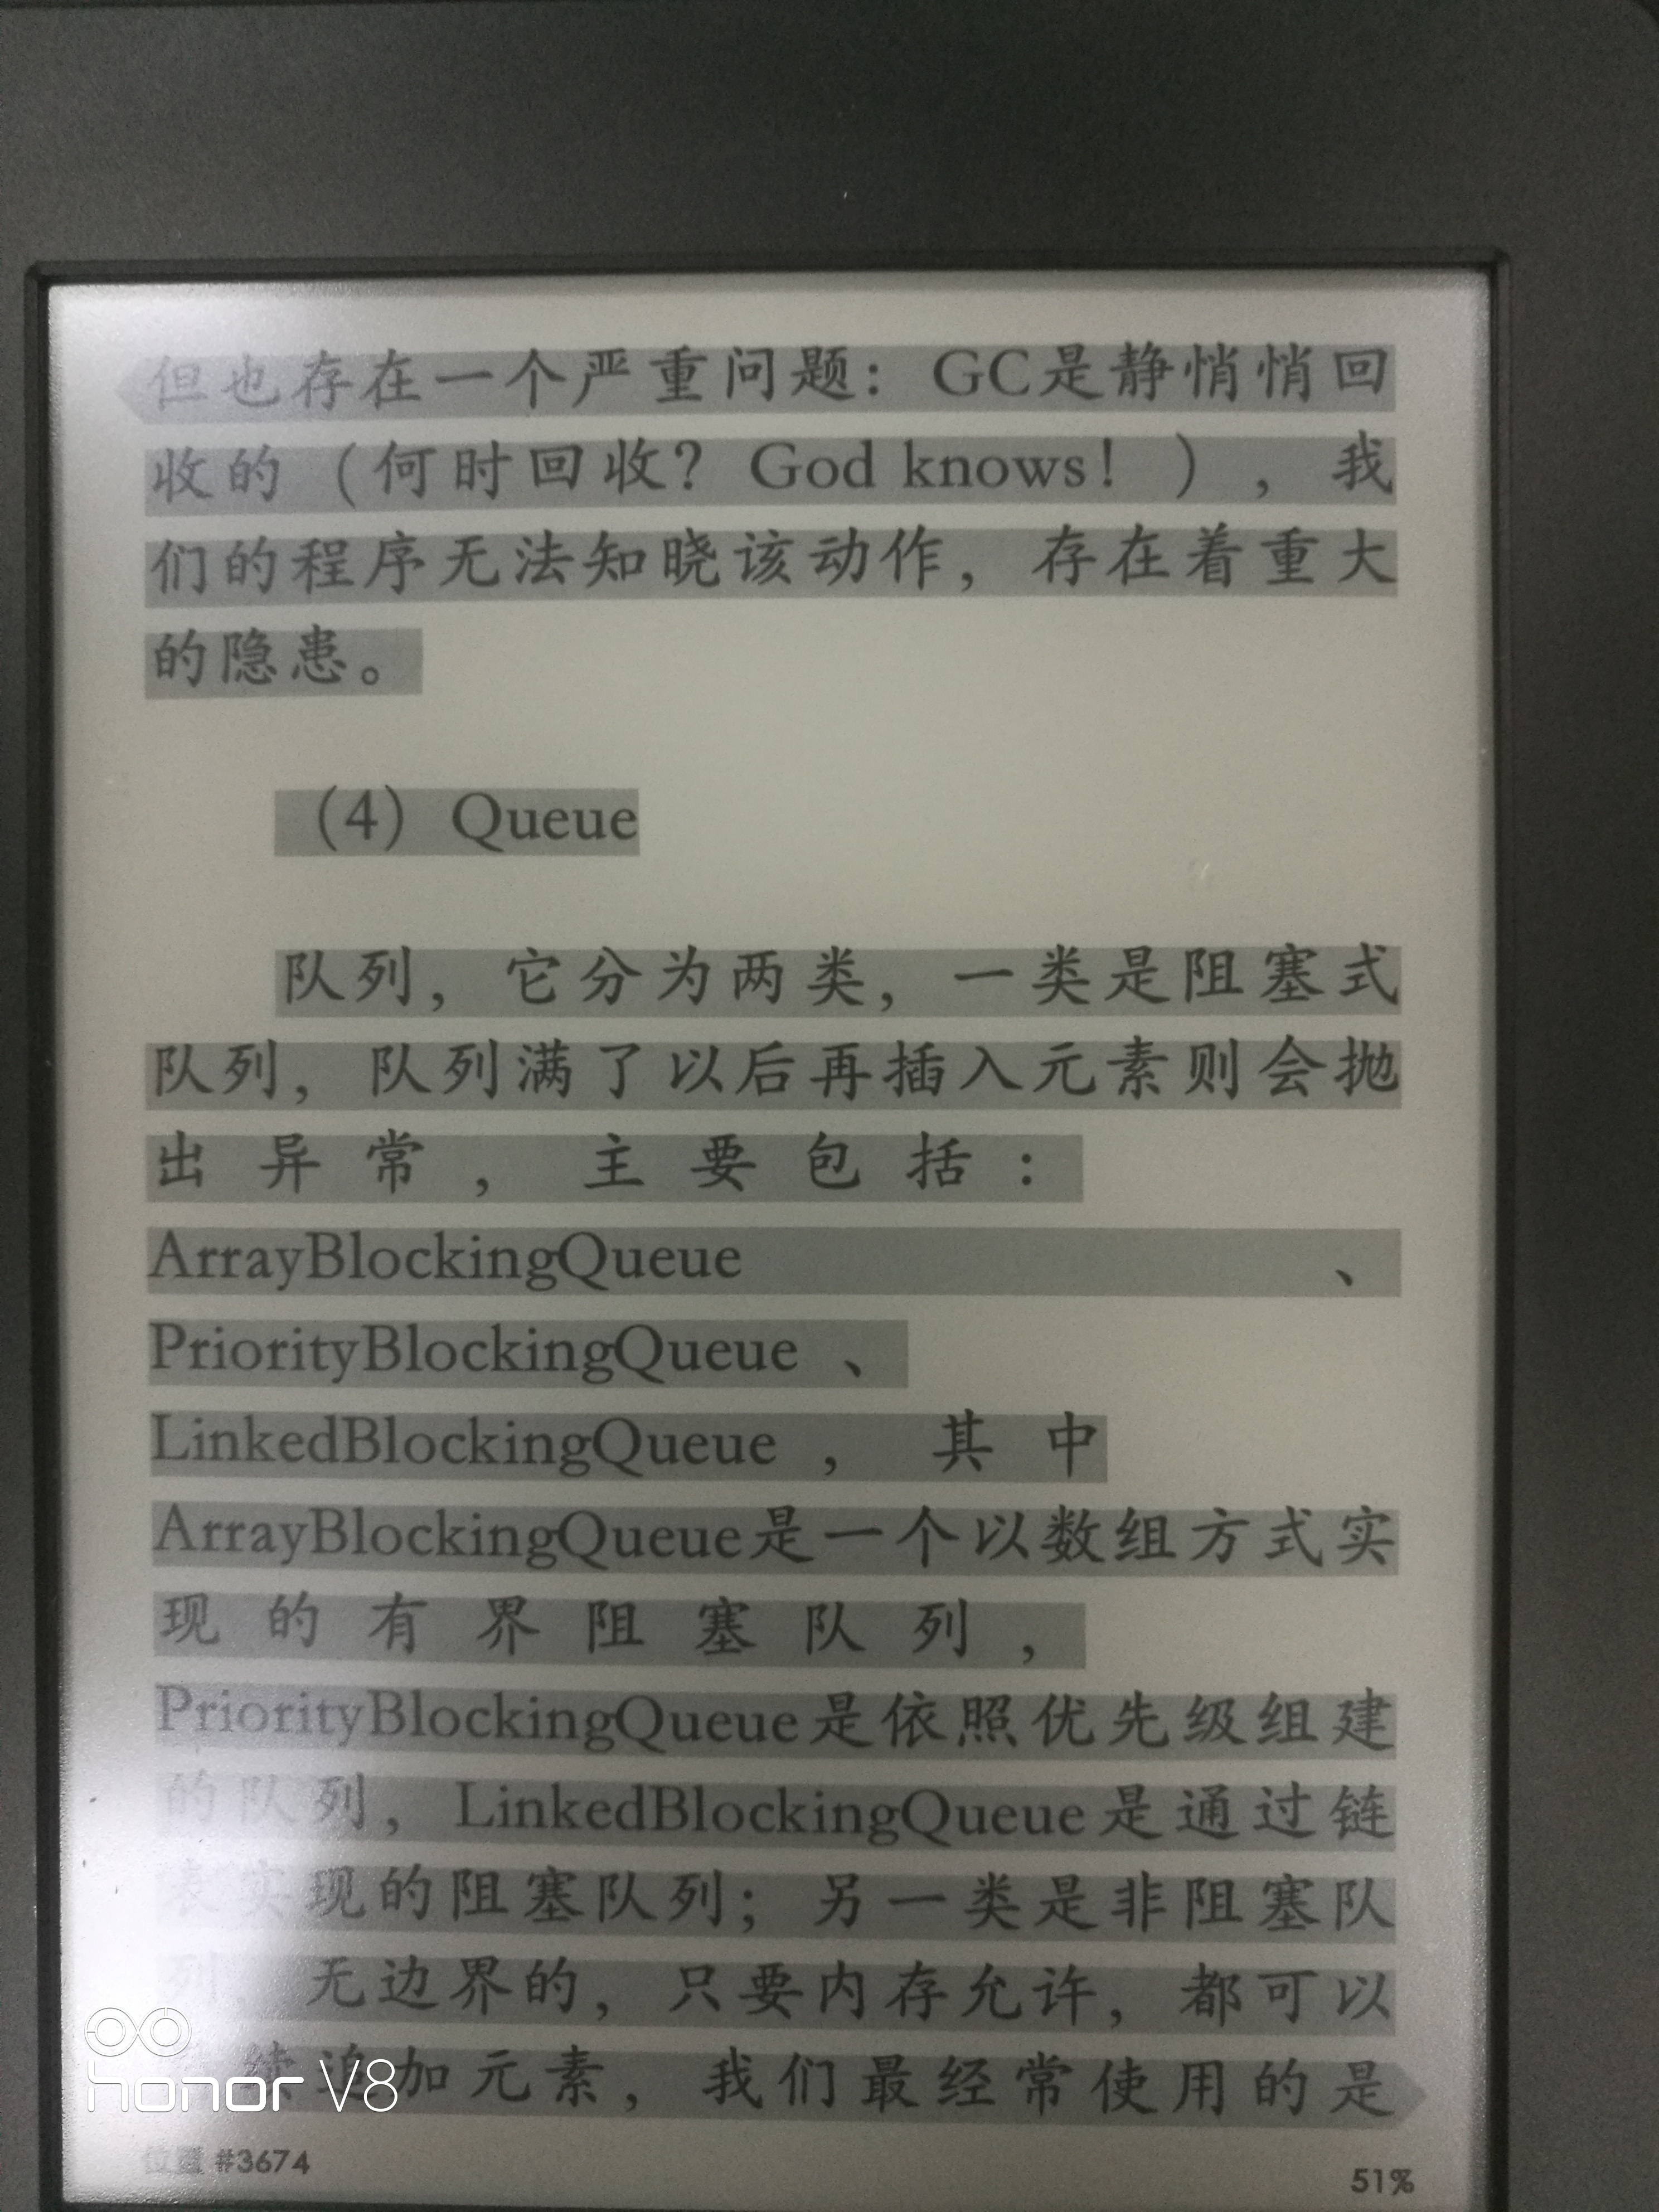 但也存在一个严重问题：GC是静悄悄回
收的（何时回收？God knows！），我
们的程序无法知晓该动作，存在着重大
的隐患。
（4）Queue
队列，它分为两类，一类是阻塞式
队列，队列满了以后再插入元素则会抛
出异常，主要包括：
ArrayBlockingQueue、
PriorityBlockingQueue、
LinkedBlockingQueue，其中
ArrayBlockingQueue是一个以数组方式实
现的有界阻塞队列，
PriorityBlockingQueue是依照优先级组建
的队列，LinkedBlockingQueue是通过链
表实现的阻塞队列；另一类是非阻塞队
列，无边界的，只要内存允许，都可以
续追加元素，我们最经常使用的是
honor V8
位置 #3674
51%